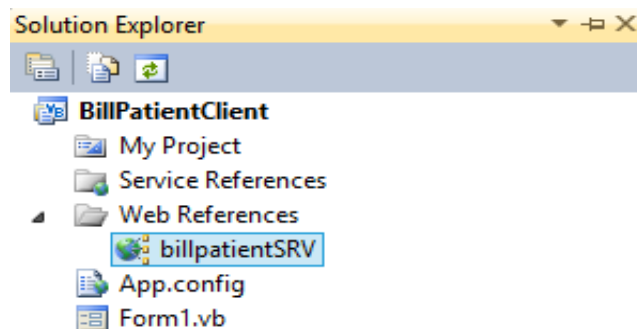 Solution Explorer
BillPatientClient
My Project
Service References
Web References
billpatientSRV
App.config
Form1.vb